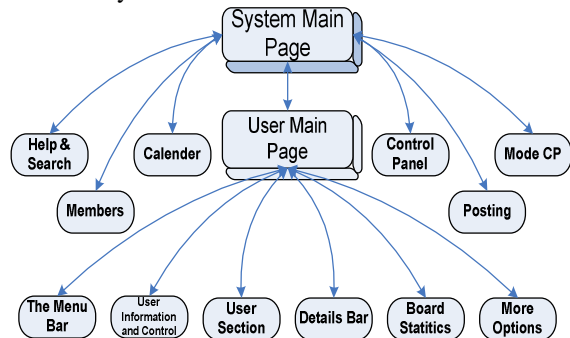 System Main
Page
User Main
Page
Help &
Search
Calender
Control
Panel
Mode CP
Members
Posting
The Menu
Bar
User
Information
and Control
User
Section
Details Bar
Board
Statitics
More
Options